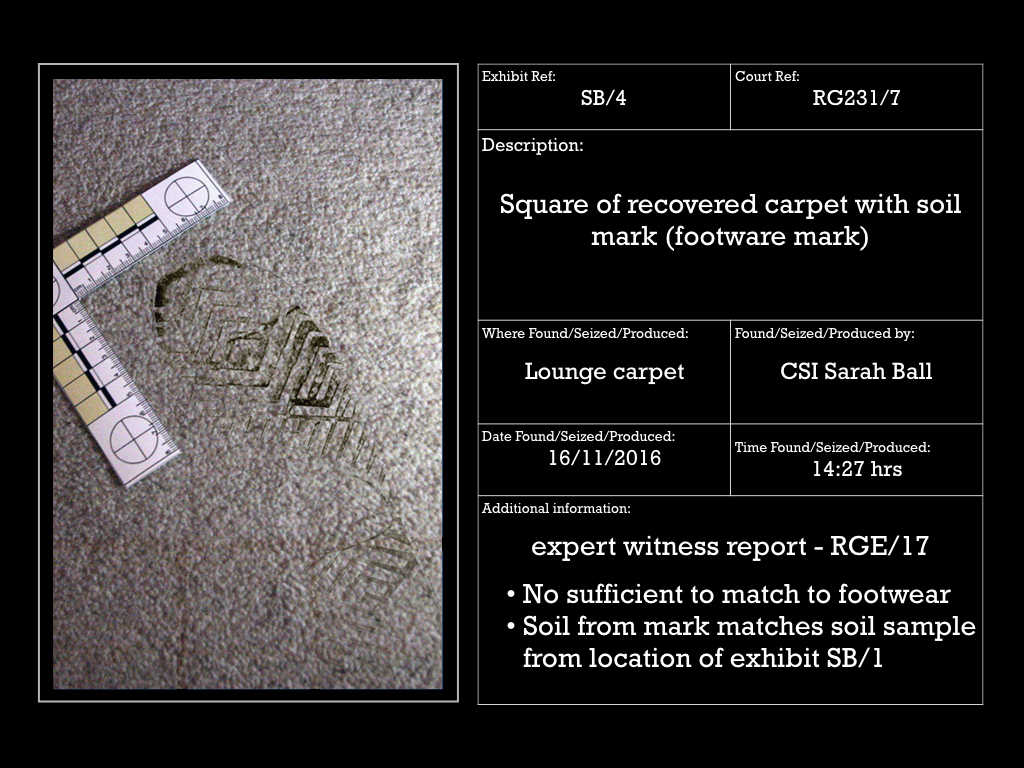 Exhibit Ref:
SB/4
Court Ref:
RG231/7
Description:
Square of recovered carpet with soil
mark (footware mark)
Where Found/Seized/Produced:
Lounge carpet
Found/Seized/Produced by:
CSI Sarah Ball
Date Found/Seized/Produced:
16/11/2016
Time Found/Seized/Produced:
14:27 hrs
Additional information:
expert witness report - RGE/17
• No sufficient to match to footwear
• Soil from mark matches soil sample
from location of exhibit SB/1